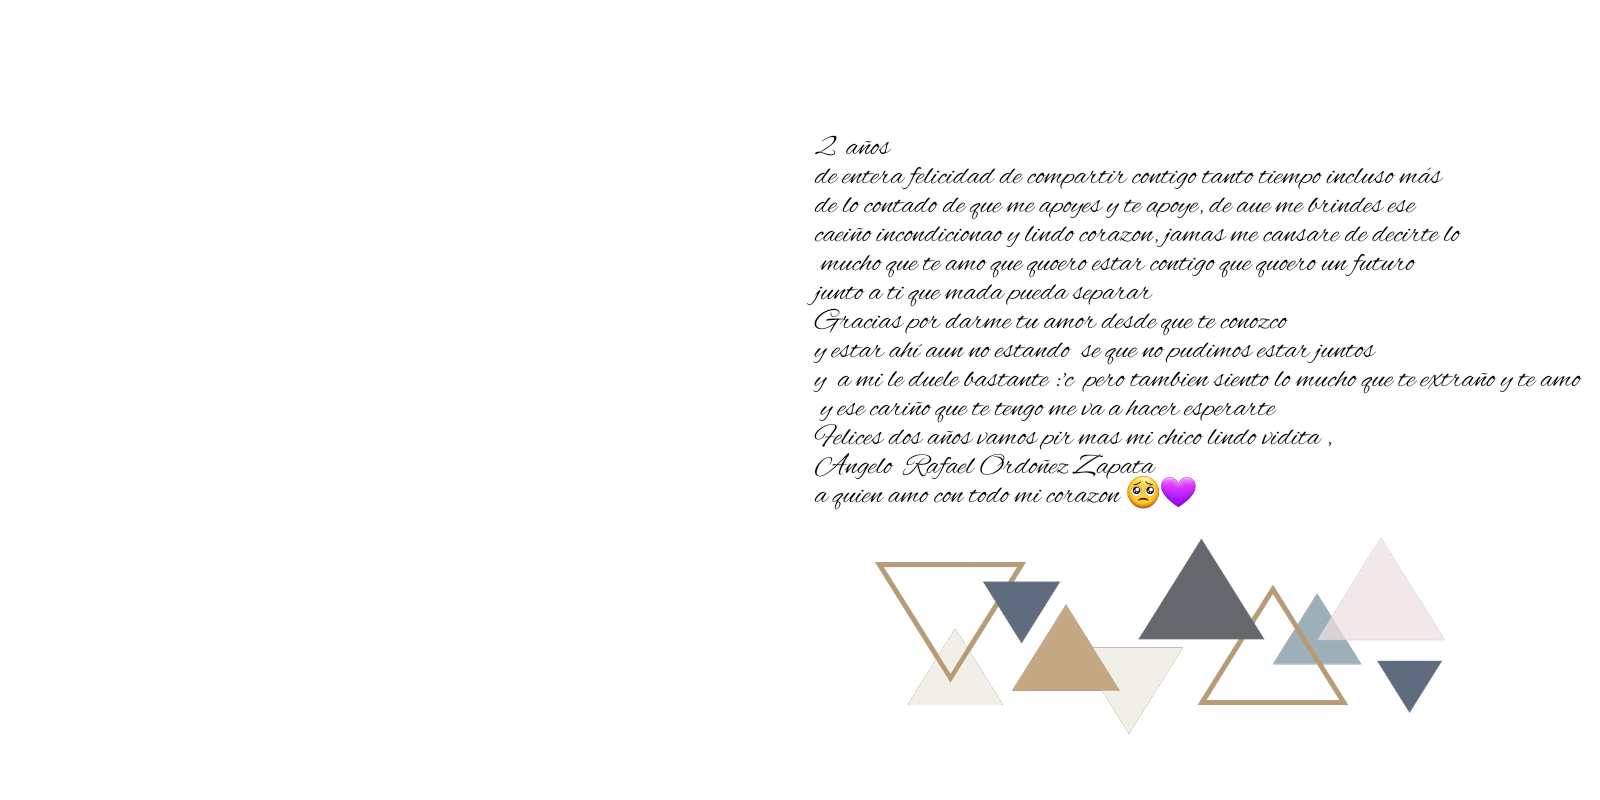 2 años
de entera felicidad de compartir contigo tanto tiempo incluso más
de lo contado de que me apoyes y te apoye, de aue me brindes ese
caeiño incondicionao y lindo corazon, jamas me cansare de decirte lo
mucho que te amo que quoero estar contigo que quoero un futuro
junto a ti que mada pueda separar
Gracias por darme tu amor desde que te conozco
y estar ahí aun no estando se que no pudimos estar juntos
y a mi le duele bastante :'c pero tambien siento lo mucho que te extraño y te amo
y ese cariño que te tengo me va a hacer esperarte
Felices dos años vamos pir mas mi chico lindo vidita ,
Angelo Rafael Ordoñez Zapata
a quien amo con todo mi corazon 🥺💜